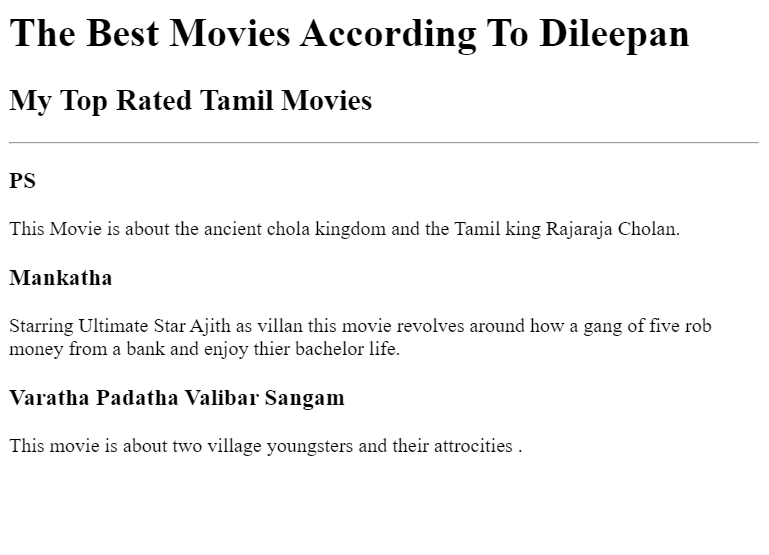 The Best Movies According To Dileepan
My Top Rated Tamil Movies
PS
This Movie is about the ancient chola kingdom and the Tamil king Rajaraja Cholan.
Mankatha
Starring Ultimate Star Ajith as villan this movie revolves around how a gang of five rob
money from a bank and enjoy thier bachelor life.
Varatha Padatha Valibar Sangam
This movie is about two village youngsters and their attrocities .